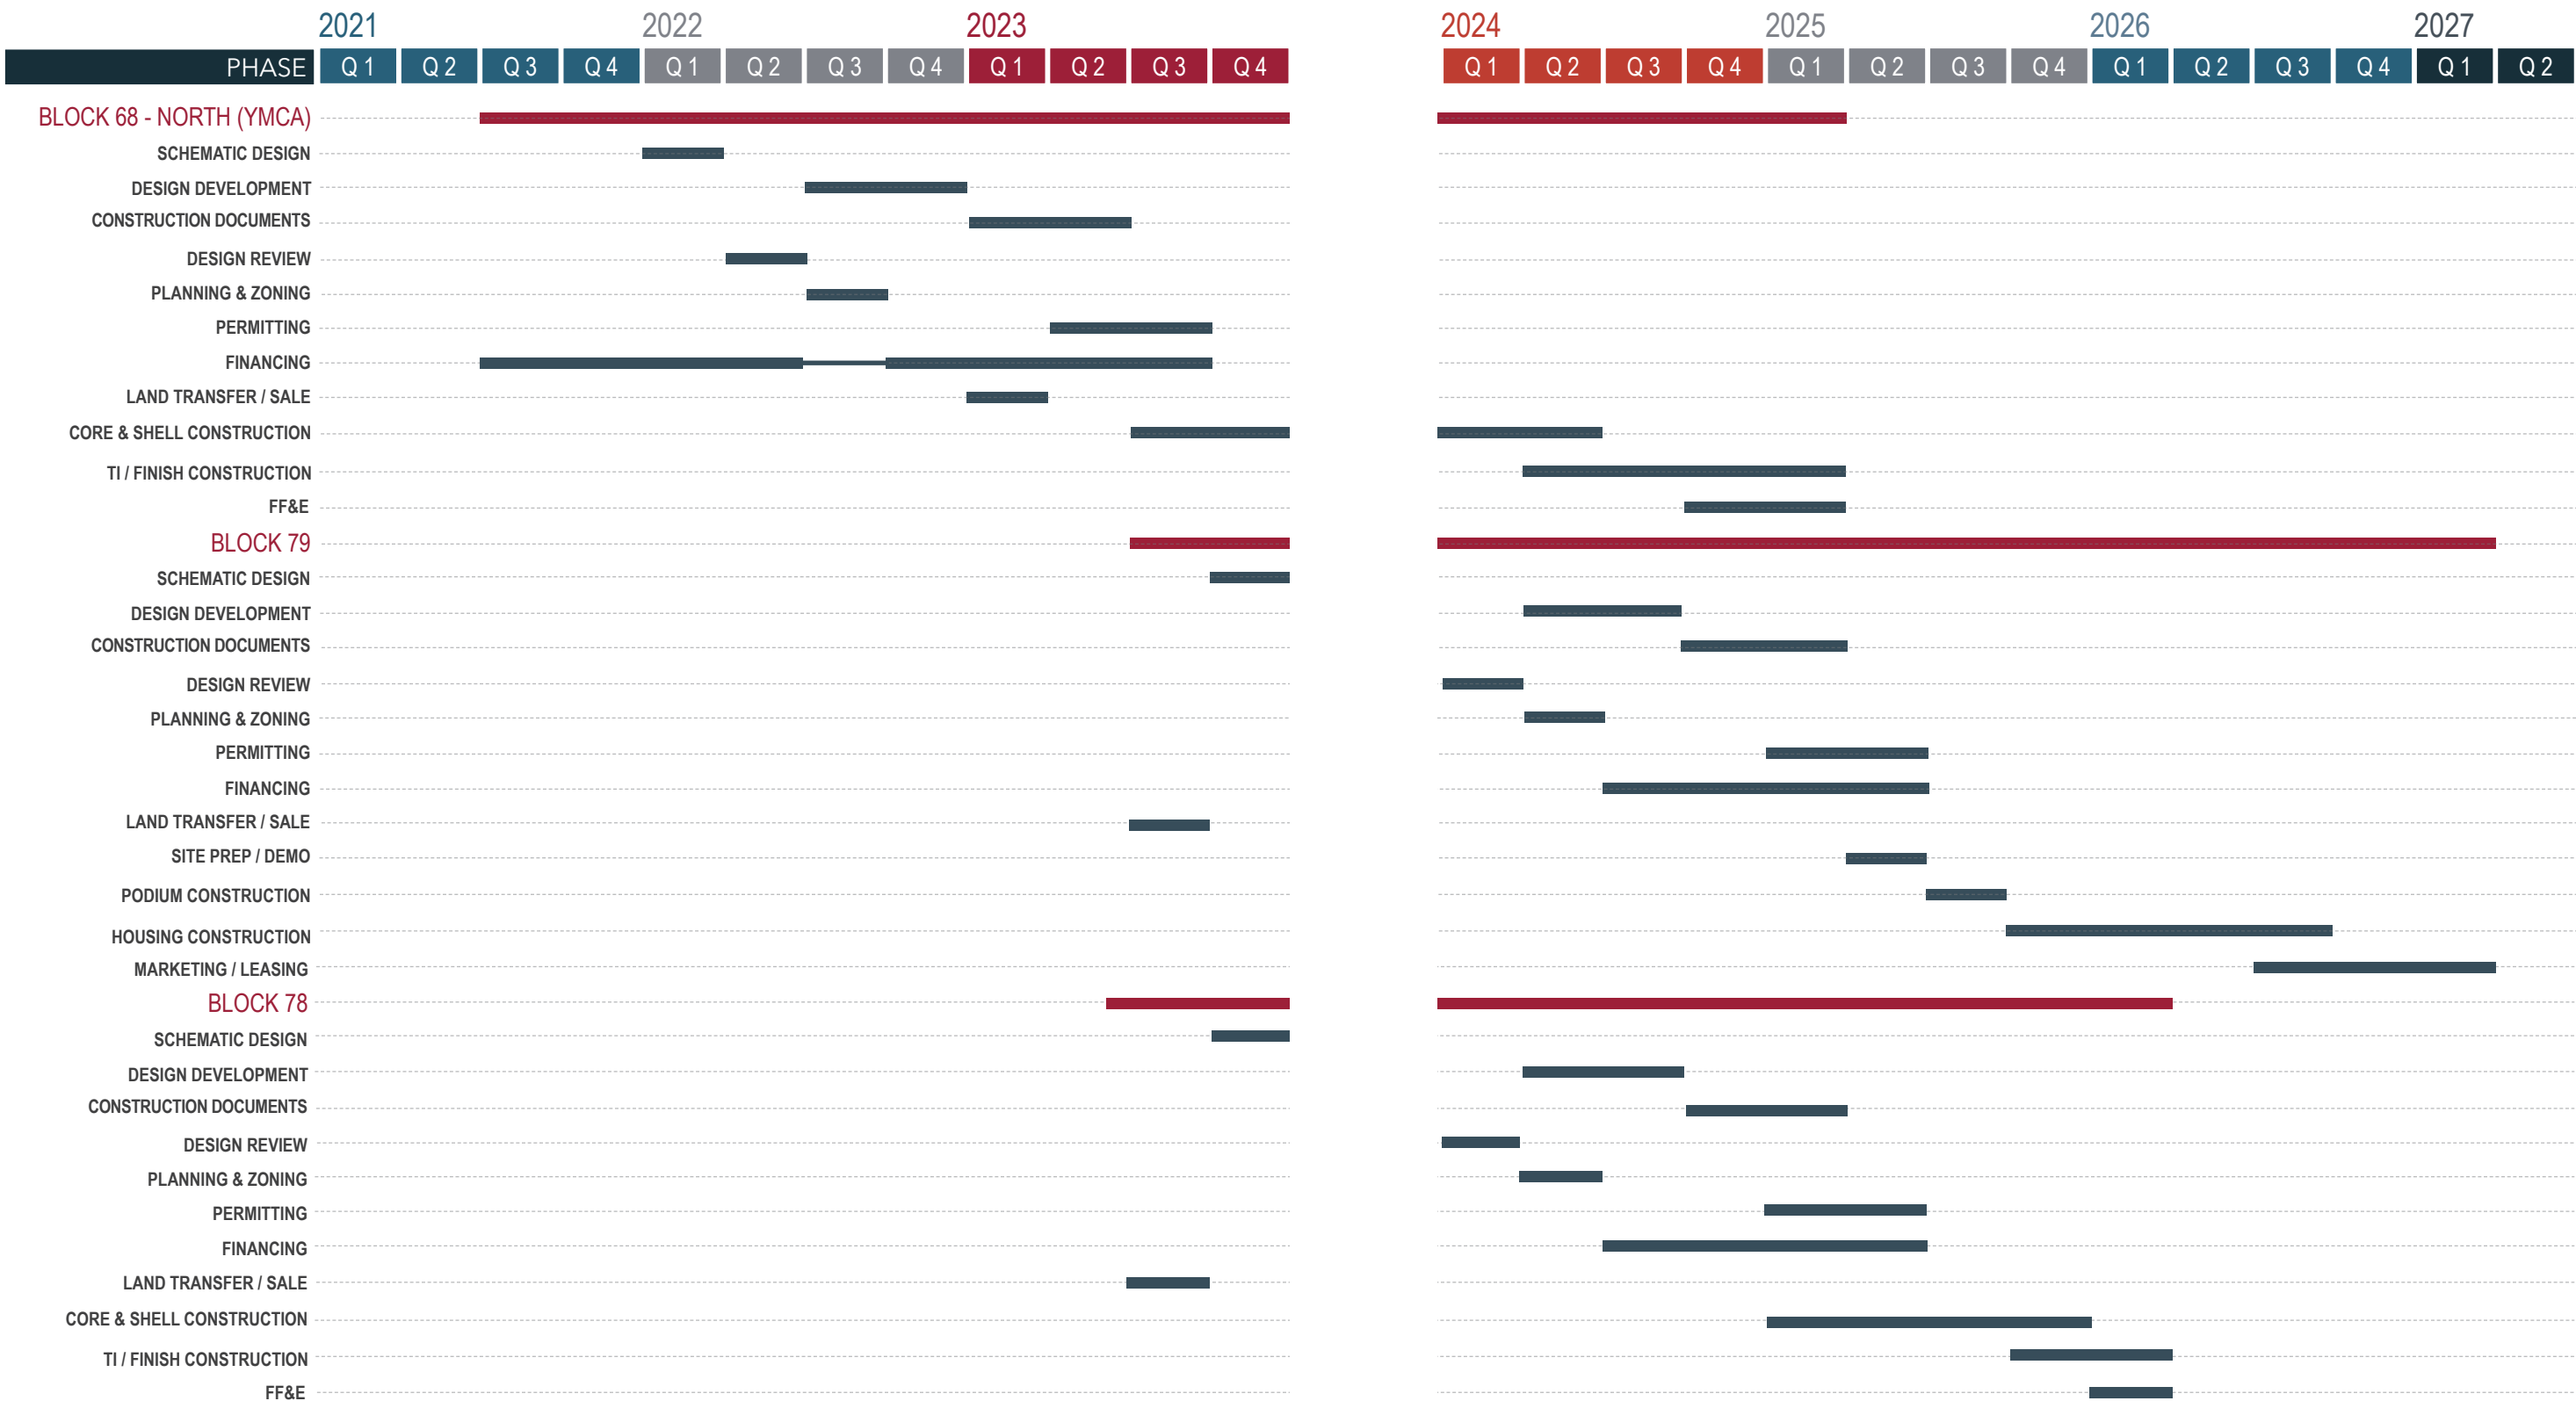 2021 2022 2023 2024 2025 2026 2027
PHASE Q 1 Q 2 Q 3 Q 4 Q 1 Q 2 Q 3 Q 4 Q 1 Q 2 Q 3 Q 4 Q 1 Q 2 Q 3 Q 4 Q 1 Q 2 Q 3 Q 4 Q 1 Q 2 Q 3 Q 4 Q 1 Q 2
BLOCK 68 - NORTH (YMCA)
SCHEMATIC DESIGN
DESIGN DEVELOPMENT
CONSTRUCTION DOCUMENTS
DESIGN REVIEW
PLANNING & ZONING
PERMITTING
FINANCING
LAND TRANSFER / SALE
CORE & SHELL CONSTRUCTION
TI / FINISH CONSTRUCTION
FF&E
BLOCK 79
SCHEMATIC DESIGN
DESIGN DEVELOPMENT
CONSTRUCTION DOCUMENTS
DESIGN REVIEW
PLANNING & ZONING
PERMITTING
FINANCING
LAND TRANSFER / SALE
SITE PREP / DEMO
PODIUM CONSTRUCTION
HOUSING CONSTRUCTION
MARKETING / LEASING
BLOCK 78
SCHEMATIC DESIGN
DESIGN DEVELOPMENT
CONSTRUCTION DOCUMENTS
DESIGN REVIEW
PLANNING & ZONING
PERMITTING
FINANCING
LAND TRANSFER / SALE
CORE & SHELL CONSTRUCTION
TI / FINISH CONSTRUCTION
FF&E